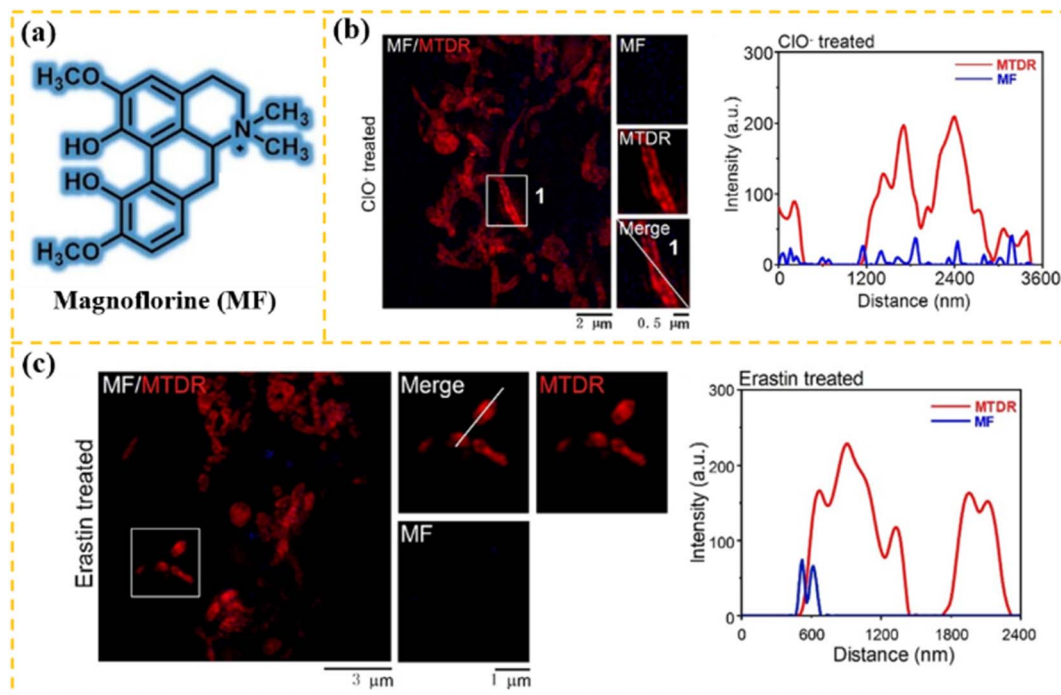 (a)
H₃CO
HO
HO
H₃CO
N
+
CH₃
CH₃
Magnoflorine (MF)
(b)
ClO⁻ treated
MF/MTDR
1
2 μm
MF
MTDR
Merge
1
0.5 μm
ClO⁻ treated
MTDR
MF
Intensity (a.u.)
300
200
100
0
0 1200 2400 3600
Distance (nm)
(c)
Erastin treated
MF/MTDR
3 μm
Merge
MTDR
MF
1 μm
Erastin treated
MTDR
MF
Intensity (a.u.)
300
200
100
0
0 600 1200 1800 2400
Distance (nm)